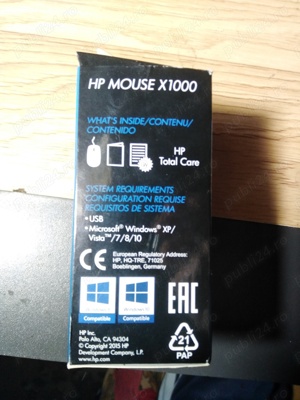 HP MOUSE X1000
WHAT'S INSIDE/CONTENU/
CONTENIDO
HP
Total Care
SYSTEM REQUIREMENTS
CONFIGURATION REQUISE
REQUISITOS DE SISTEMA
• USB
• Microsoft® Windows® XP/
Vista™/7/8/10
CE
European Regulatory Address:
HP, HQ-TRE, 71025
Boeblingen, Germany
Compatible
Compatible
EAC
HP Inc.
Palo Alto, CA 94304
© Copyright 2015 HP
Development Company, L.P.
www.hp.com
21
PAP